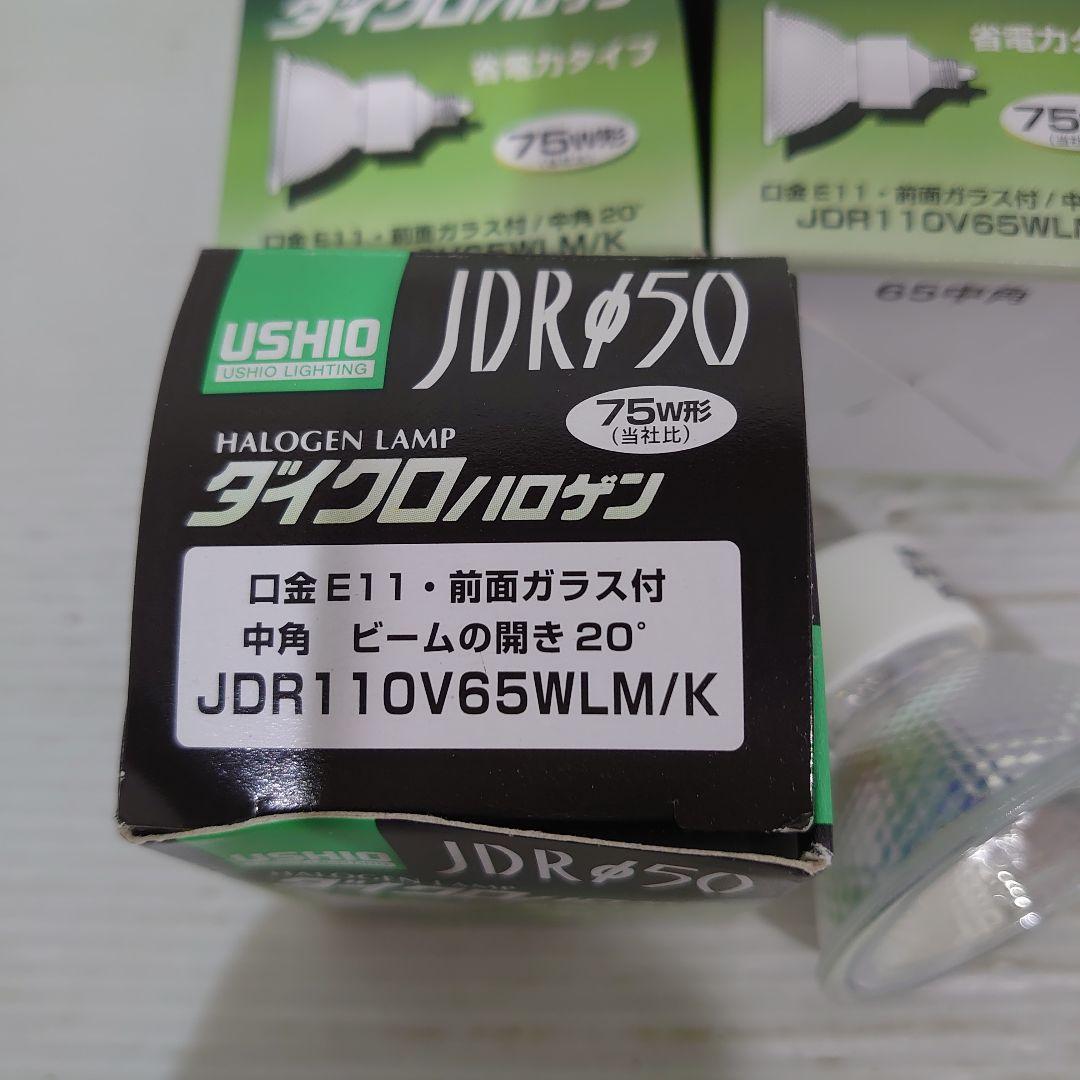 ダイクロハロゲン
省電力タイプ
75W形
口金E11・前面ガラス付/中角20°
V65WLM/K
省電力タ
75
口金E11・前面ガラス付/中
JDR110V65WLM
65中角
USHIO
USHIO LIGHTING
JDRφ50
75W形
(当社比)
HALOGEN LAMP
ダイクロハロゲン
口金E11・前面ガラス付
中角 ビームの開き20°
JDR110V65WLM/K
USHIO
JDRφ50
HALOGEN LAMP